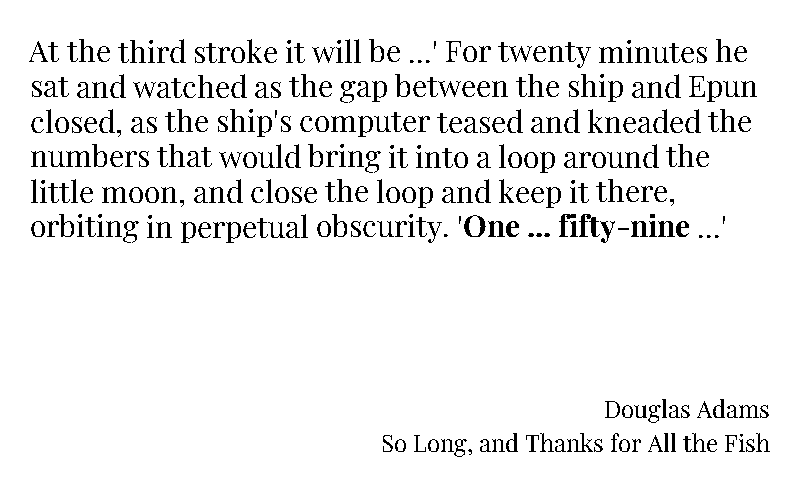 At the third stroke it will be ...' For twenty minutes he
sat and watched as the gap between the ship and Epun
closed, as the ship's computer teased and kneaded the
numbers that would bring it into a loop around the
little moon, and close the loop and keep it there,
orbiting in perpetual obscurity. 'One ... fifty-nine ...'
Douglas Adams
So Long, and Thanks for All the Fish